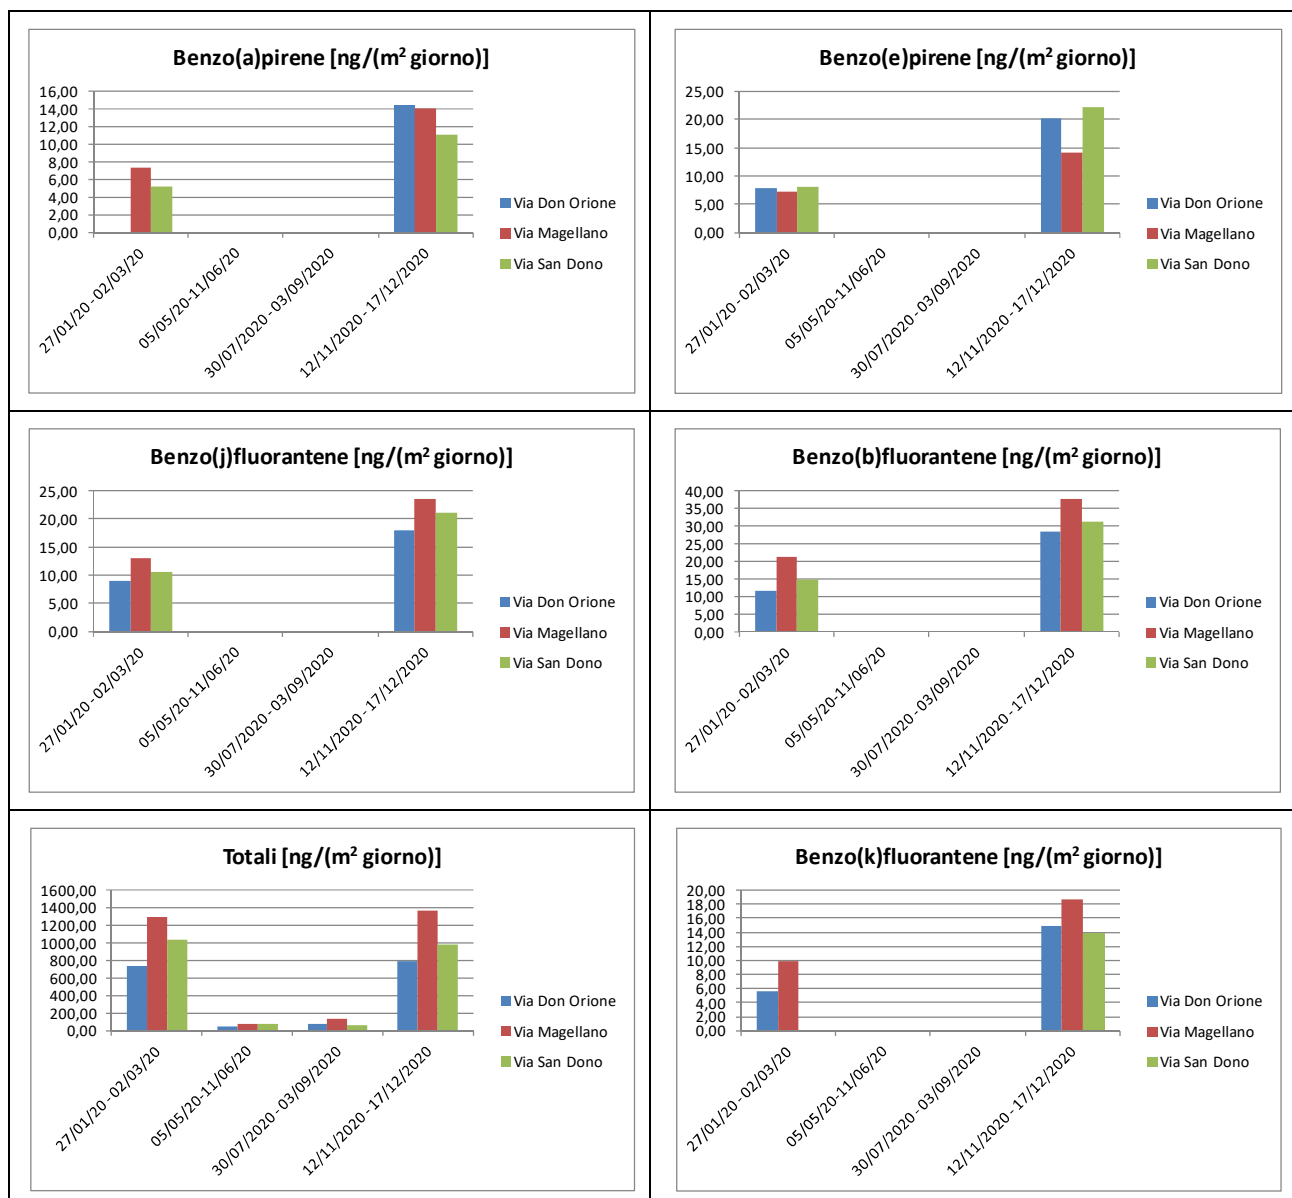 Benzo(a)pirene [ng/(m² giorno)]
16,00
14,00
12,00
10,00
8,00
6,00
4,00
2,00
0,00
27/01/20 - 02/03/20
05/05/20-11/06/20
30/07/2020 - 03/09/2020
12/11/2020 - 17/12/2020
Via Don Orione
Via Magellano
Via San Dono
Benzo(e)pirene [ng/(m² giorno)]
25,00
20,00
15,00
10,00
5,00
0,00
27/01/20 - 02/03/20
05/05/20-11/06/20
30/07/2020 - 03/09/2020
12/11/2020 - 17/12/2020
Via Don Orione
Via Magellano
Via San Dono
Benzo(j)fluorantene [ng/(m² giorno)]
25,00
20,00
15,00
10,00
5,00
0,00
27/01/20 - 02/03/20
05/05/20-11/06/20
30/07/2020 - 03/09/2020
12/11/2020 - 17/12/2020
Via Don Orione
Via Magellano
Via San Dono
Benzo(b)fluorantene [ng/(m² giorno)]
40,00
35,00
30,00
25,00
20,00
15,00
10,00
5,00
0,00
27/01/20 - 02/03/20
05/05/20-11/06/20
30/07/2020 - 03/09/2020
12/11/2020 - 17/12/2020
Via Don Orione
Via Magellano
Via San Dono
Totali [ng/(m² giorno)]
1600,00
1400,00
1200,00
1000,00
800,00
600,00
400,00
200,00
0,00
27/01/20 - 02/03/20
05/05/20-11/06/20
30/07/2020 - 03/09/2020
12/11/2020 - 17/12/2020
Via Don Orione
Via Magellano
Via San Dono
Benzo(k)fluorantene [ng/(m² giorno)]
20,00
18,00
16,00
14,00
12,00
10,00
8,00
6,00
4,00
2,00
0,00
27/01/20 - 02/03/20
05/05/20-11/06/20
30/07/2020 - 03/09/2020
12/11/2020 - 17/12/2020
Via Don Orione
Via Magellano
Via San Dono